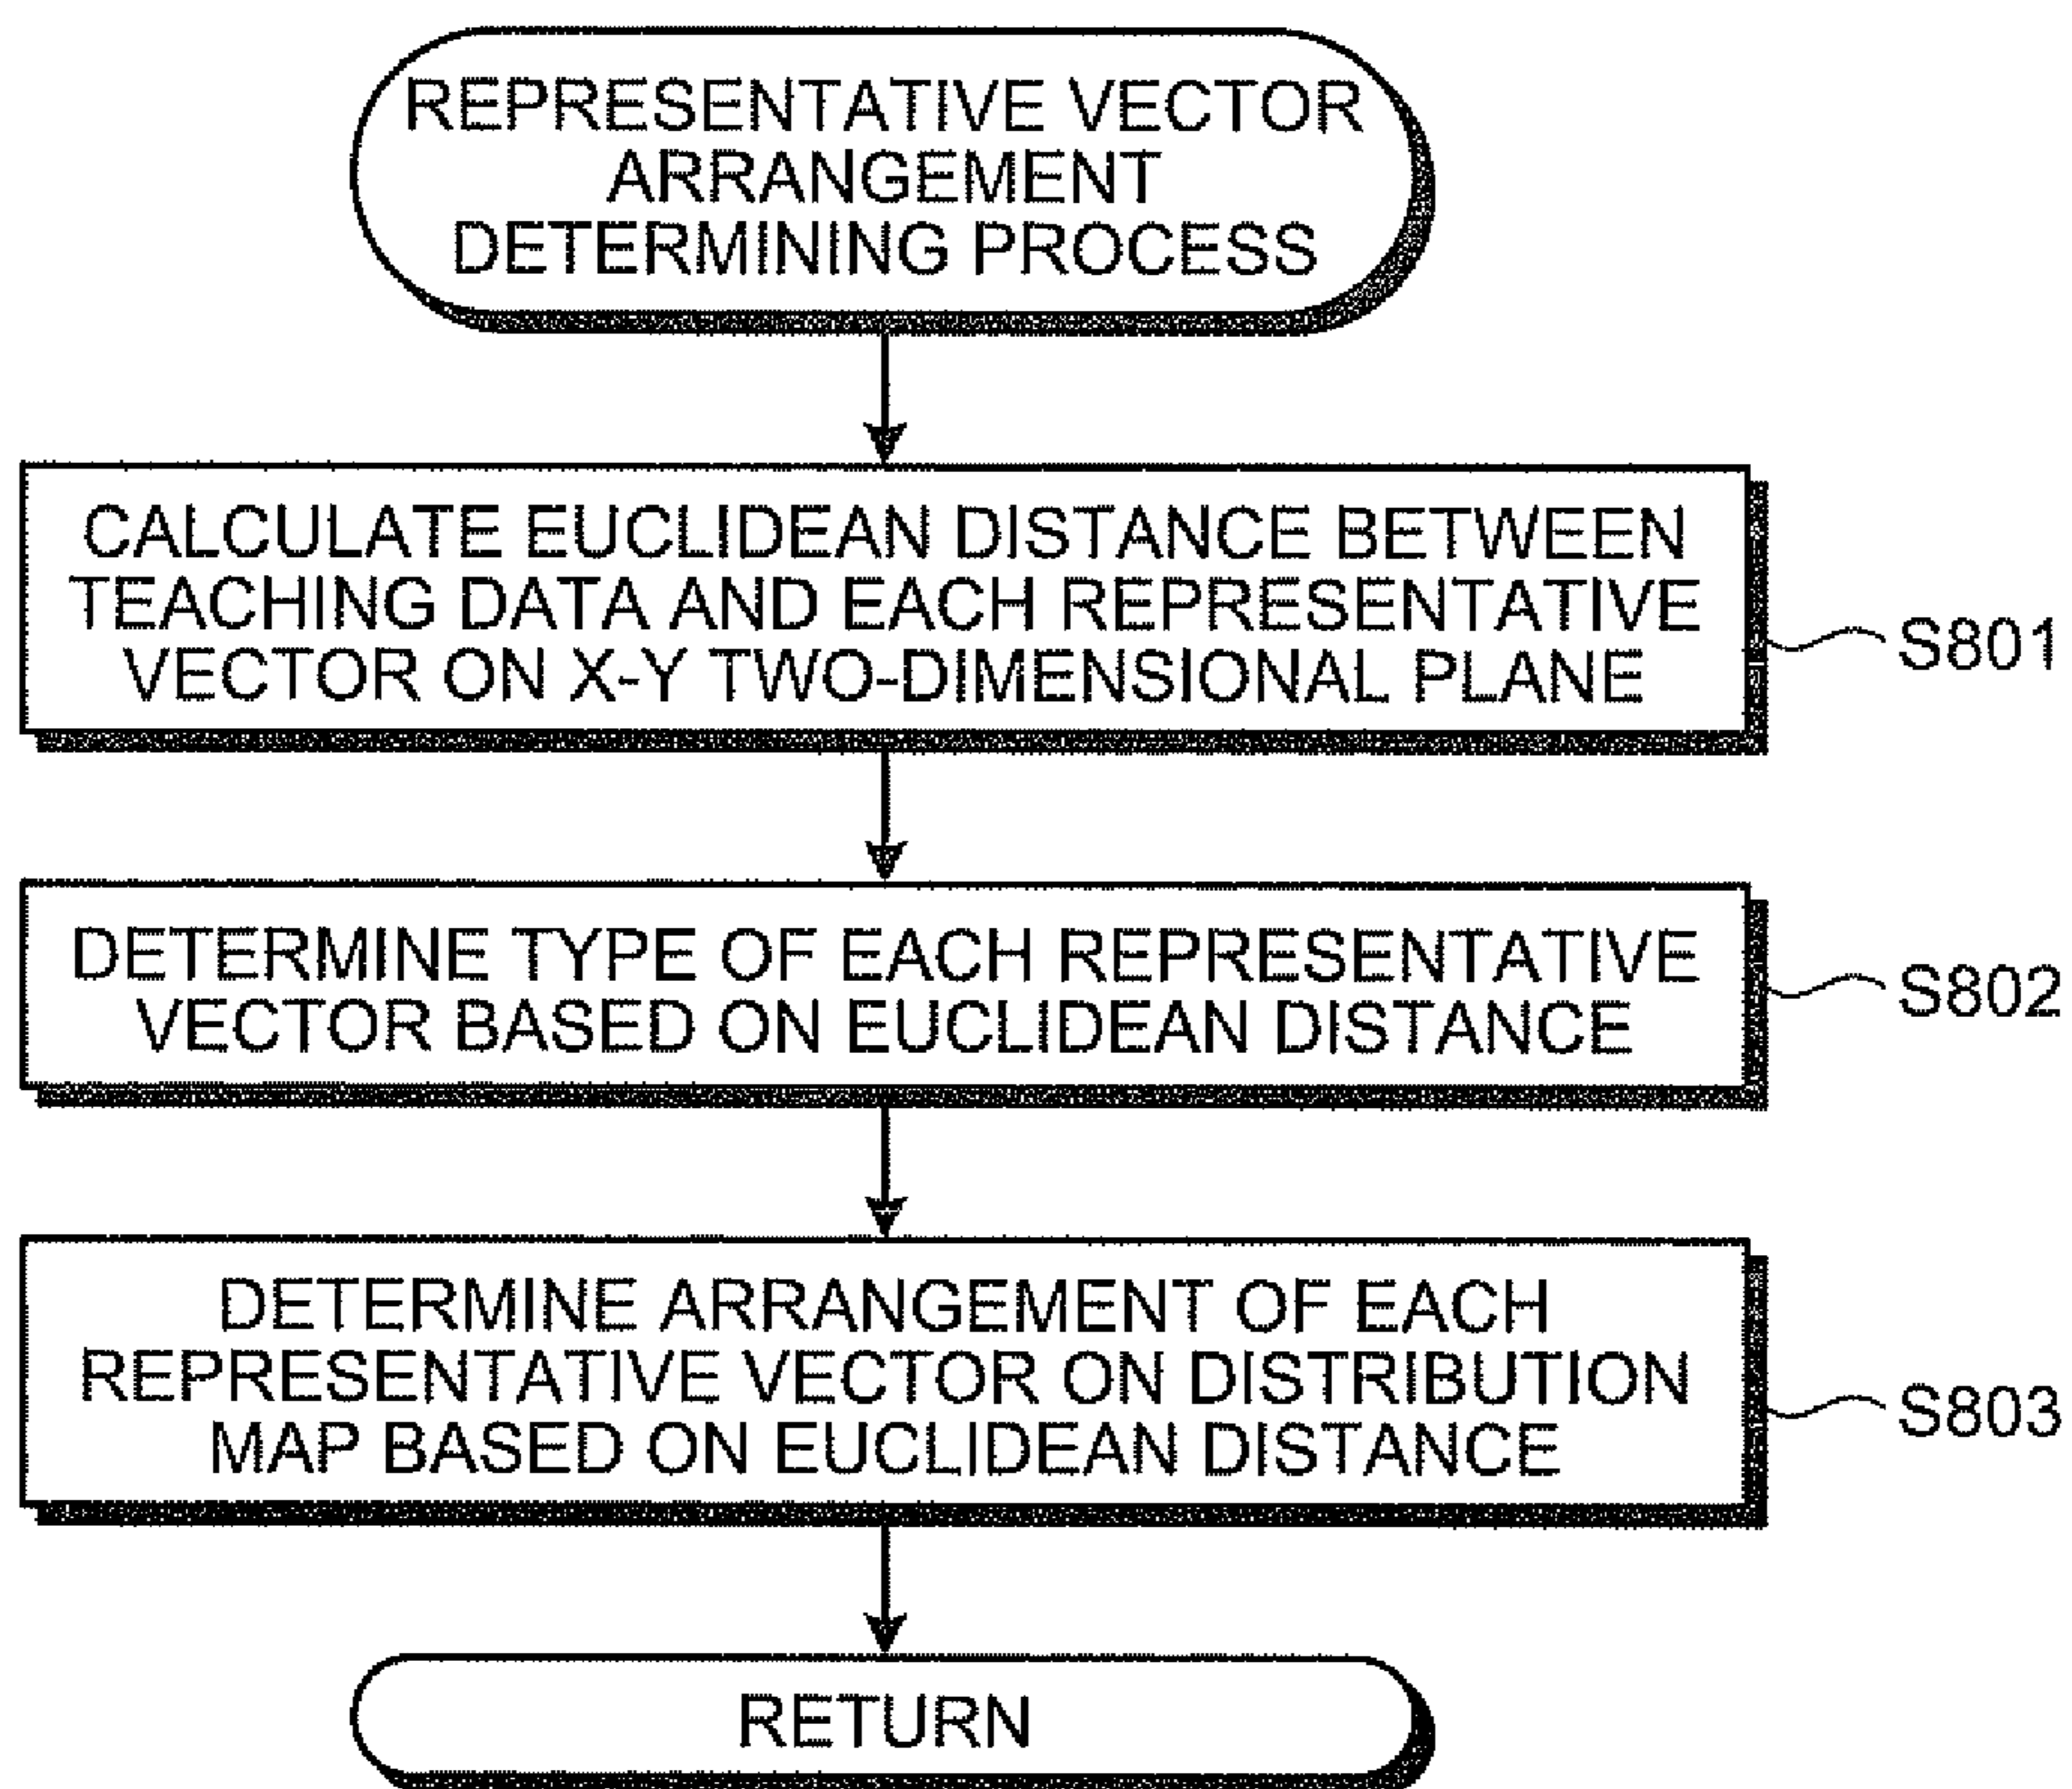 REPRESENTATIVE VECTOR
ARRANGEMENT
DETERMINING PROCESS
CALCULATE EUCLIDEAN DISTANCE BETWEEN
TEACHING DATA AND EACH REPRESENTATIVE
VECTOR ON X-Y TWO-DIMENSIONAL PLANE
S801
DETERMINE TYPE OF EACH REPRESENTATIVE
VECTOR BASED ON EUCLIDEAN DISTANCE
S802
DETERMINE ARRANGEMENT OF EACH
REPRESENTATIVE VECTOR ON DISTRIBUTION
MAP BASED ON EUCLIDEAN DISTANCE
S803
RETURN